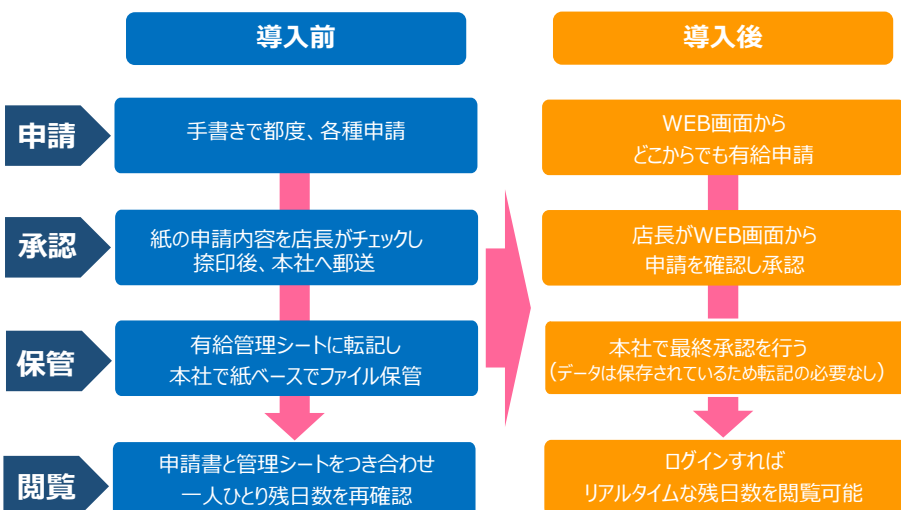 導入前
導入後
申請
手書きで都度、各種申請
WEB画面から
どこからでも有給申請
承認
紙の申請内容を店長がチェックし
捺印後、本社へ郵送
店長がWEB画面から
申請を確認し承認
保管
有給管理シートに転記し
本社で紙ベースでファイル保管
本社で最終承認を行う
(データは保存されているため転記の必要なし)
閲覧
申請書と管理シートをつき合わせ
一人ひとり残日数を再確認
ログインすれば
リアルタイムな残日数を閲覧可能